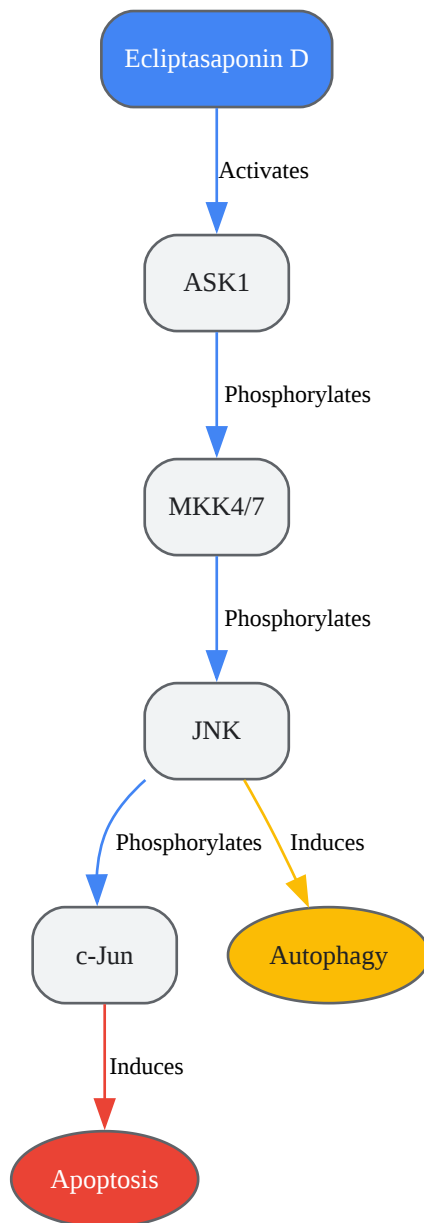 Ecliptasaponin D
Activates
ASK1
Phosphorylates
MKK4/7
Phosphorylates
JNK
Phosphorylates
Induces
c-Jun
Autophagy
Induces
Apoptosis